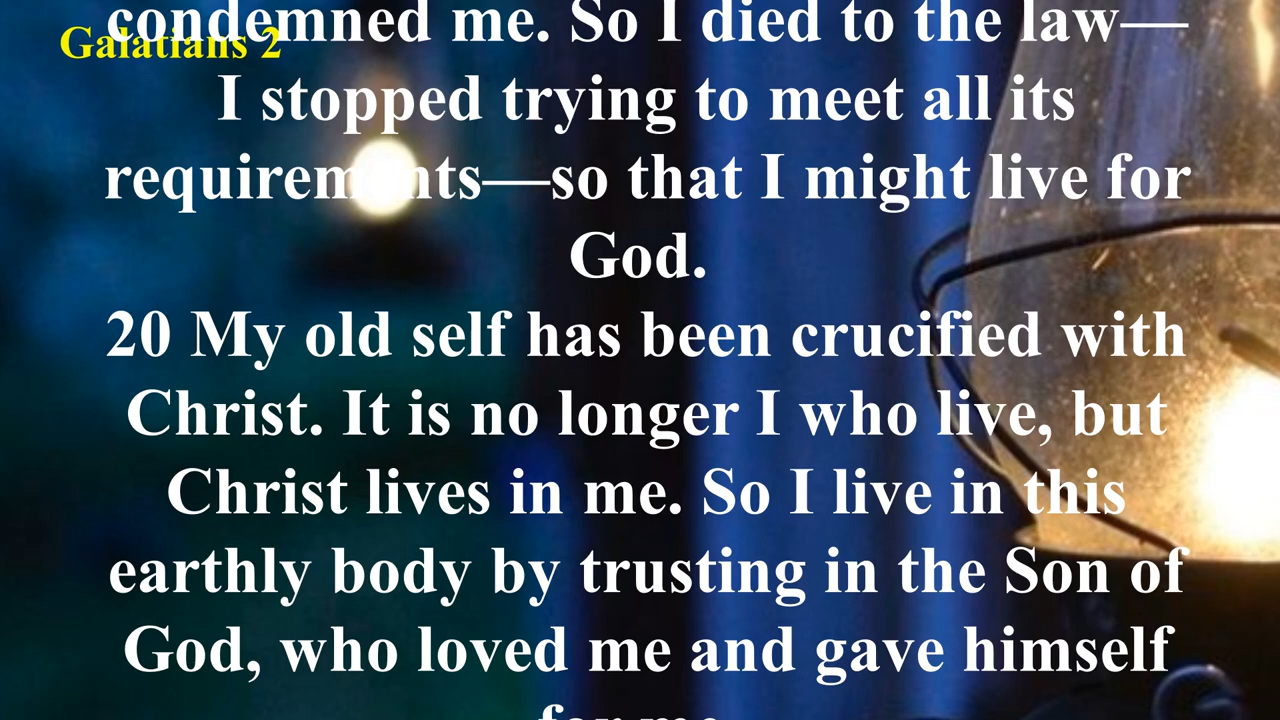 Galatians 2
condemned me. So I died to the law—
I stopped trying to meet all its
requirements—so that I might live for
God.
20 My old self has been crucified with
Christ. It is no longer I who live, but
Christ lives in me. So I live in this
earthly body by trusting in the Son of
God, who loved me and gave himself
for me.